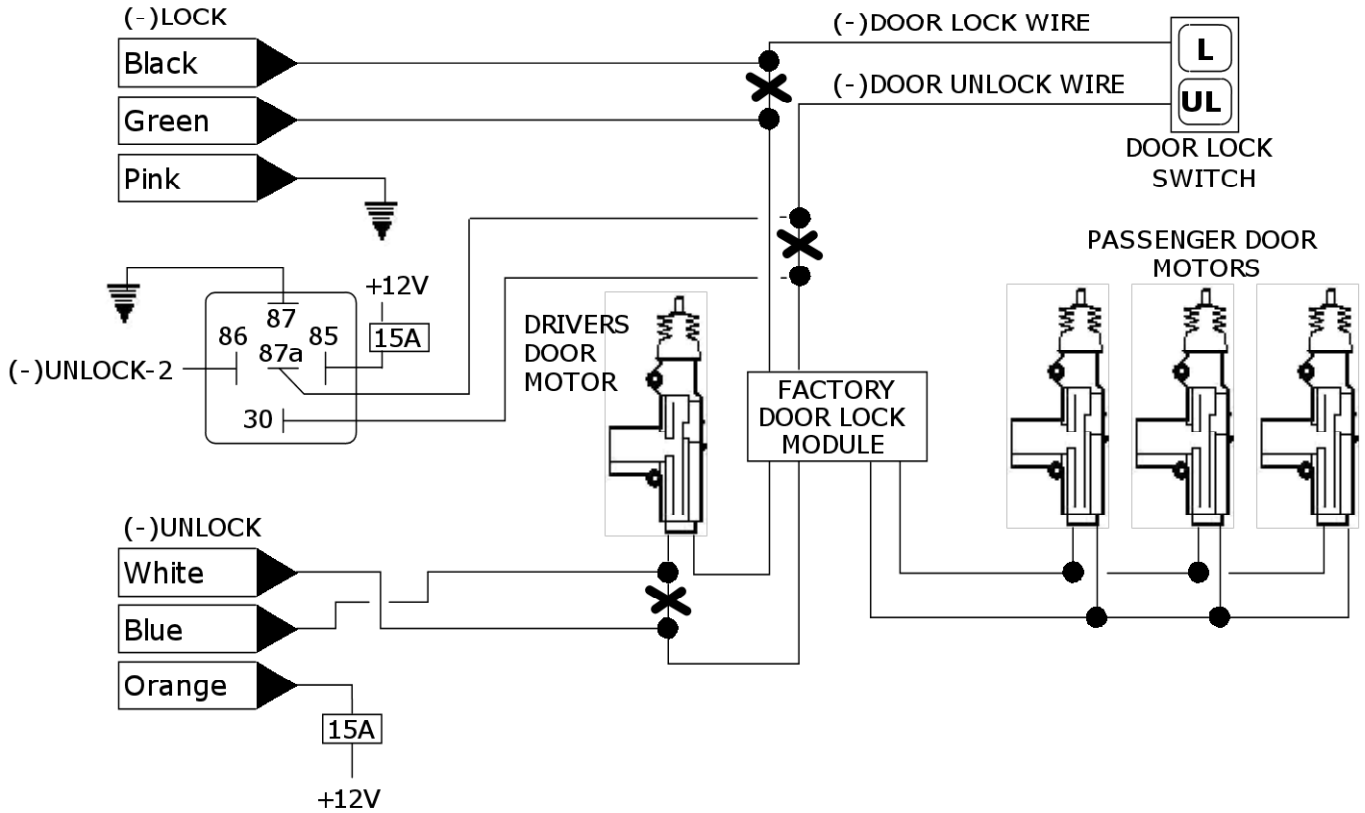 (-)LOCK
Black
Green
Pink
(-)DOOR LOCK WIRE
(-)DOOR UNLOCK WIRE
L
UL
DOOR LOCK
SWITCH
+12V
15A
87
86
85
87a
30
(-)UNLOCK-2
DRIVERS
DOOR
MOTOR
FACTORY
DOOR LOCK
MODULE
PASSENGER DOOR
MOTORS
(-)UNLOCK
White
Blue
Orange
15A
+12V